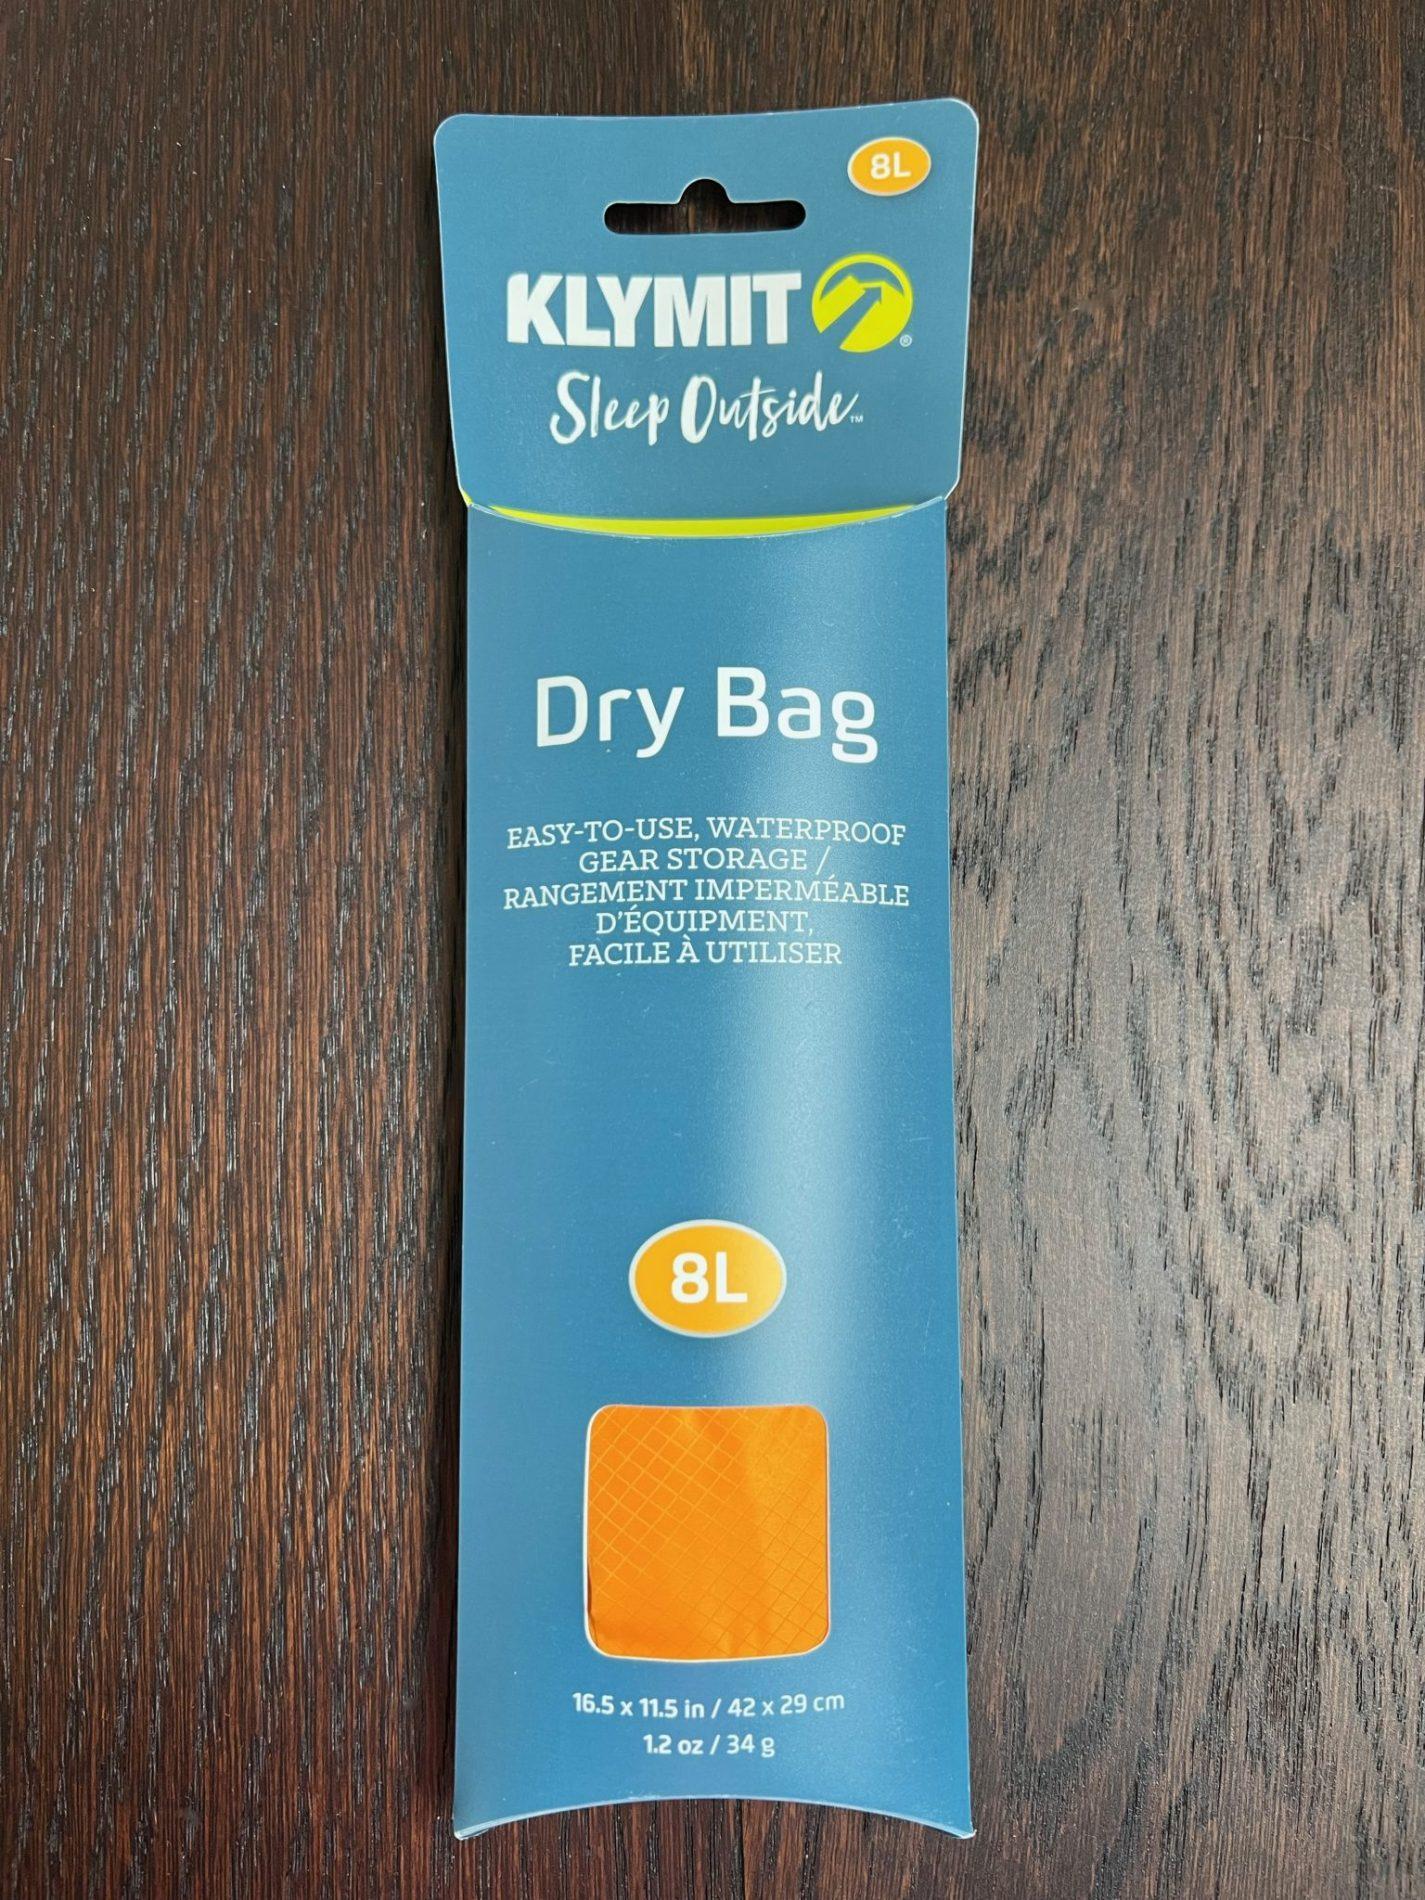 8L
KLYMIT®
Sleep Outside™
Dry Bag
EASY-TO-USE, WATERPROOF
GEAR STORAGE /
RANGEMENT IMPERMÉABLE
D'ÉQUIPMENT,
FACILE À UTILISER
8L
16.5 x 11.5 in / 42 x 29 cm
1.2 oz / 34 g